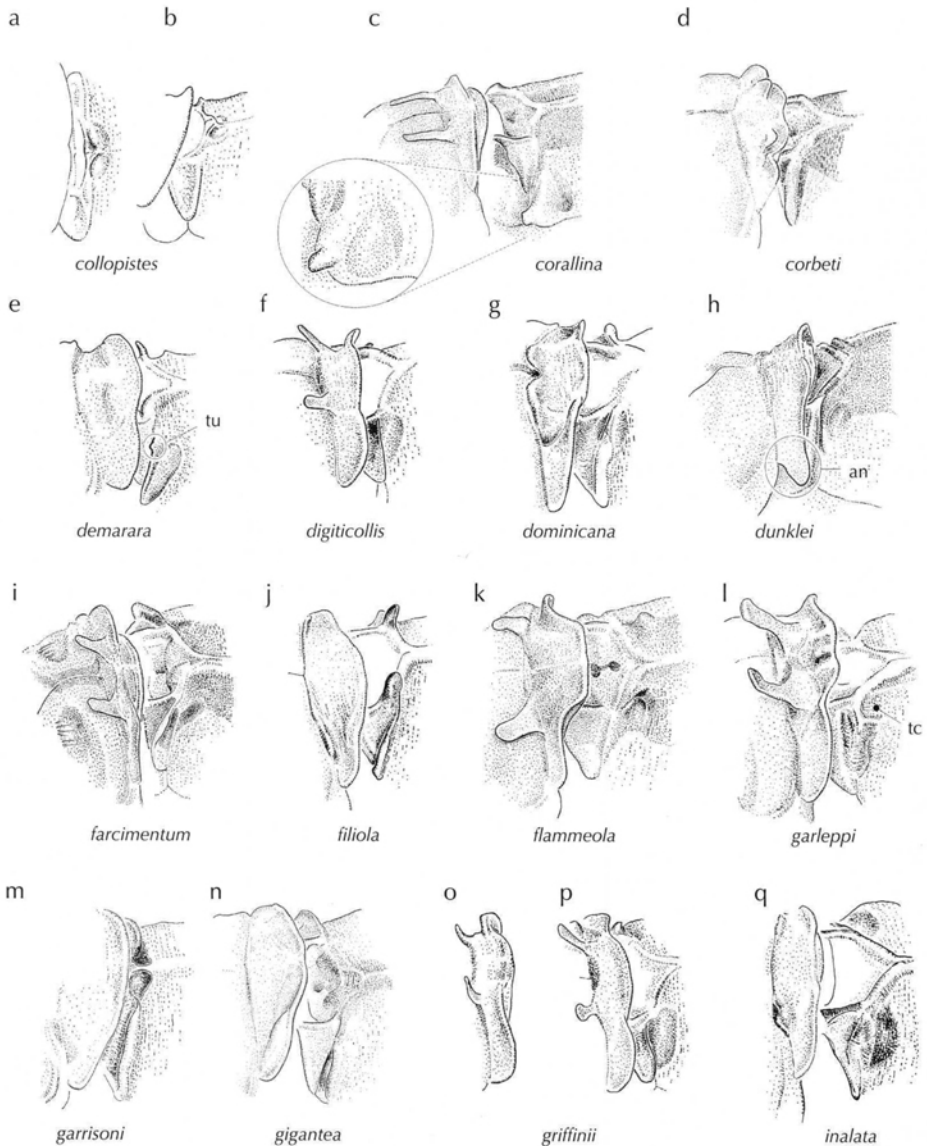 a b c d
collopistes corallina corbeti
e f g h
tu
an
demarara digiticollis dominicana dunklei
i j k l
tc
farcimentum filiola flammeola garleppi
m n o p q
garrisoni gigantea griffinii inalata